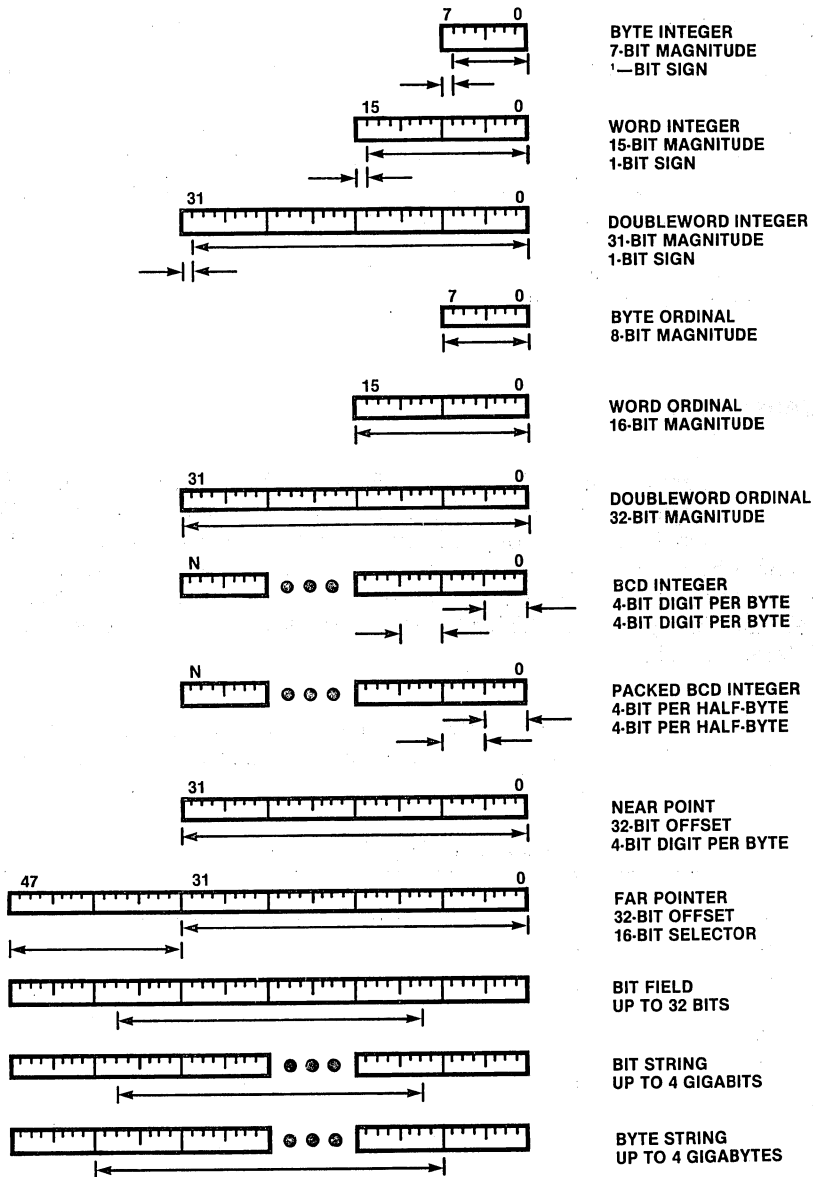 7 0
BYTE INTEGER
7-BIT MAGNITUDE
¹—BIT SIGN
15 0
WORD INTEGER
15-BIT MAGNITUDE
1-BIT SIGN
31 0
DOUBLEWORD INTEGER
31-BIT MAGNITUDE
1-BIT SIGN
7 0
BYTE ORDINAL
8-BIT MAGNITUDE
15 0
WORD ORDINAL
16-BIT MAGNITUDE
31 0
DOUBLEWORD ORDINAL
32-BIT MAGNITUDE
N 0
BCD INTEGER
4-BIT DIGIT PER BYTE
4-BIT DIGIT PER BYTE
N 0
PACKED BCD INTEGER
4-BIT PER HALF-BYTE
4-BIT PER HALF-BYTE
31 0
NEAR POINT
32-BIT OFFSET
4-BIT DIGIT PER BYTE
47 31 0
FAR POINTER
32-BIT OFFSET
16-BIT SELECTOR
BIT FIELD
UP TO 32 BITS
BIT STRING
UP TO 4 GIGABITS
BYTE STRING
UP TO 4 GIGABYTES